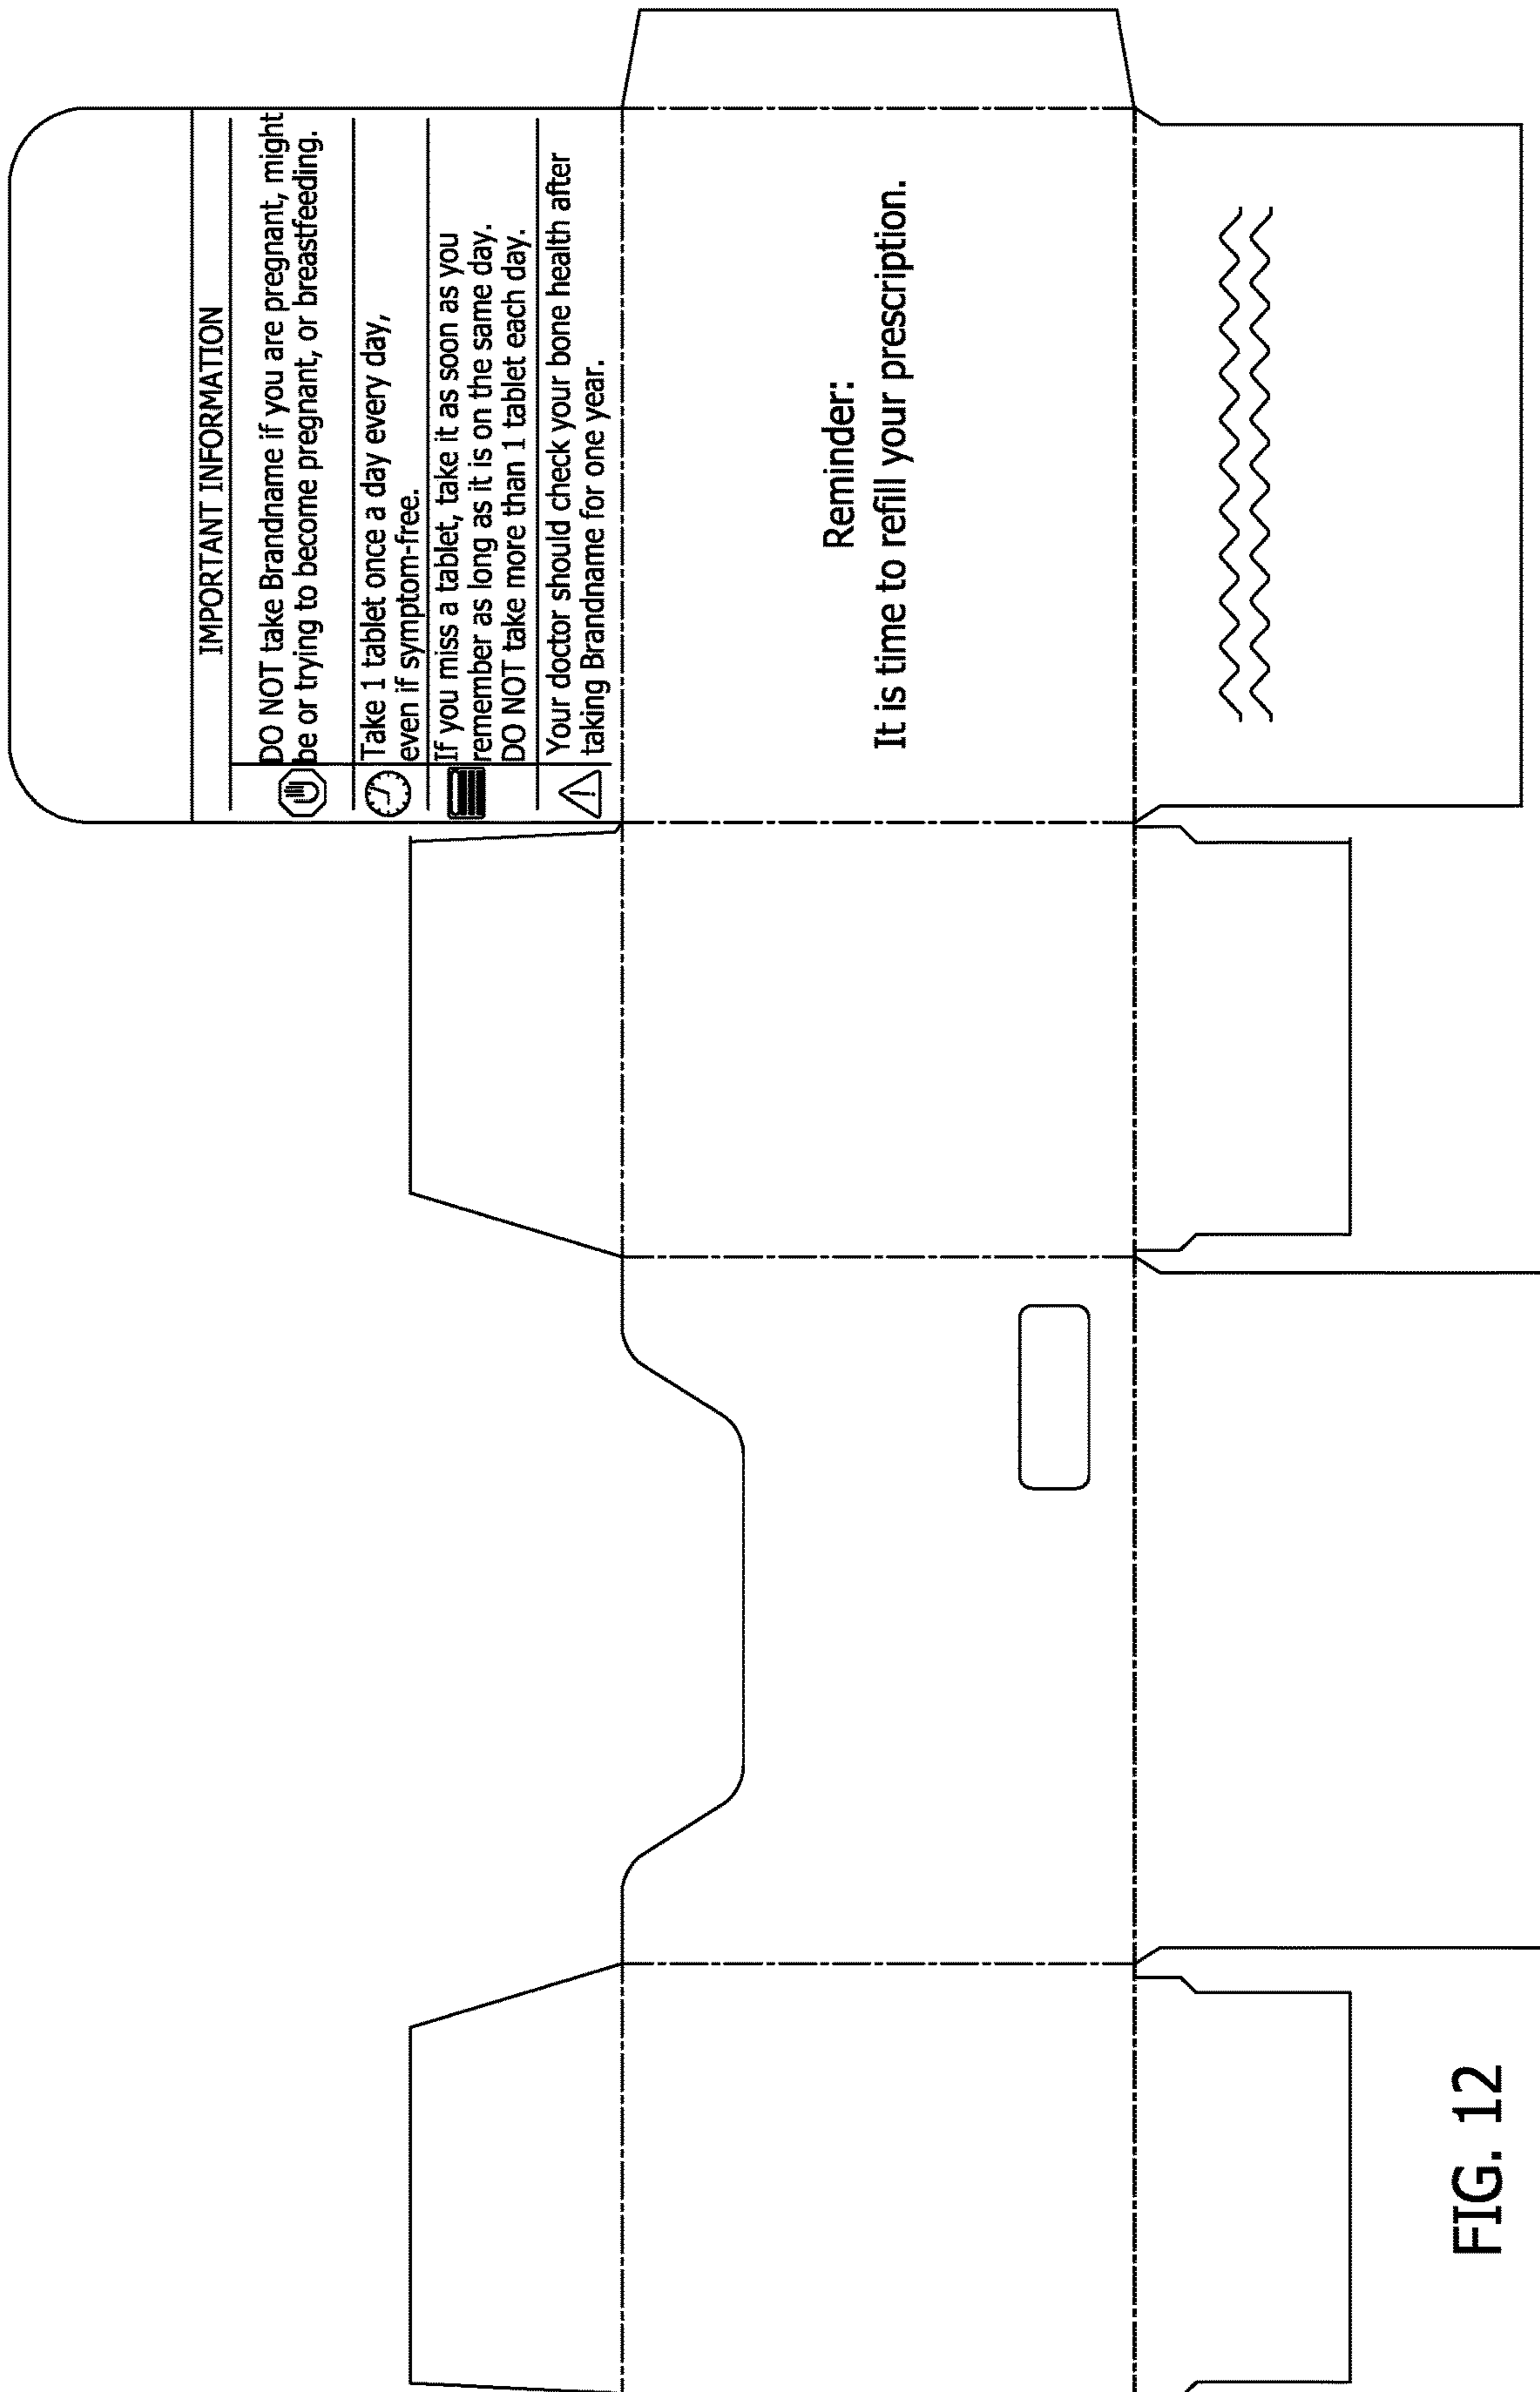 IMPORTANT INFORMATION
DO NOT take Brandname if you are pregnant, might
be or trying to become pregnant, or breastfeeding.
Take 1 tablet once a day every day,
even if symptom-free.
If you miss a tablet, take it as soon as you
remember as long as it is on the same day.
DO NOT take more than 1 tablet each day.
Your doctor should check your bone health after
taking Brandname for one year.
Reminder:
It is time to refill your prescription.
FIG. 12